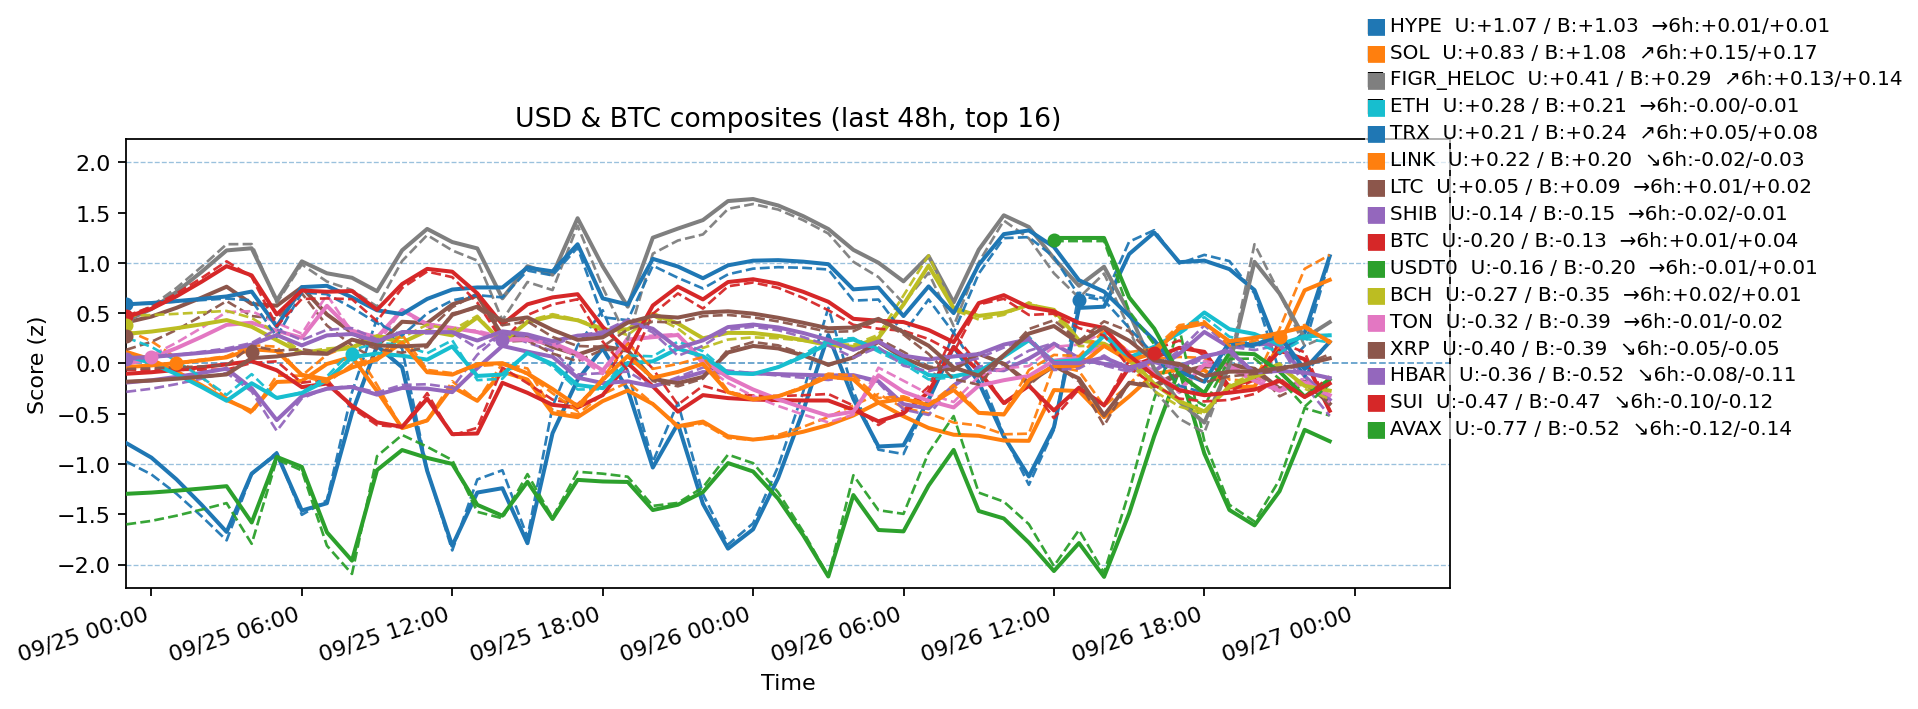 HYPE  U:+1.07 / B:+1.03  →6h:+0.01/+0.01
SOL  U:+0.83 / B:+1.08  ↗6h:+0.15/+0.17
FIGR_HELOC  U:+0.41 / B:+0.29  ↗6h:+0.13/+0.14
ETH  U:+0.28 / B:+0.21  →6h:-0.00/-0.01
TRX  U:+0.21 / B:+0.24  ↗6h:+0.05/+0.08
LINK  U:+0.22 / B:+0.20  ↘6h:-0.02/-0.03
LTC  U:+0.05 / B:+0.09  →6h:+0.01/+0.02
SHIB  U:-0.14 / B:-0.15  →6h:-0.02/-0.01
BTC  U:-0.20 / B:-0.13  →6h:+0.01/+0.04
USDT0  U:-0.16 / B:-0.20  →6h:-0.01/+0.01
BCH  U:-0.27 / B:-0.35  →6h:+0.02/+0.01
TON  U:-0.32 / B:-0.39  →6h:-0.01/-0.02
XRP  U:-0.40 / B:-0.39  ↘6h:-0.05/-0.05
HBAR  U:-0.36 / B:-0.52  ↘6h:-0.08/-0.11
SUI  U:-0.47 / B:-0.47  ↘6h:-0.10/-0.12
AVAX  U:-0.77 / B:-0.52  ↘6h:-0.12/-0.14
USD & BTC composites (last 48h, top 16)
Score (z)
2.0
1.5
1.0
0.5
0.0
−0.5
−1.0
−1.5
−2.0
09/25 00:00
09/25 06:00
09/25 12:00
09/25 18:00
09/26 00:00
09/26 06:00
09/26 12:00
09/26 18:00
09/27 00:00
Time